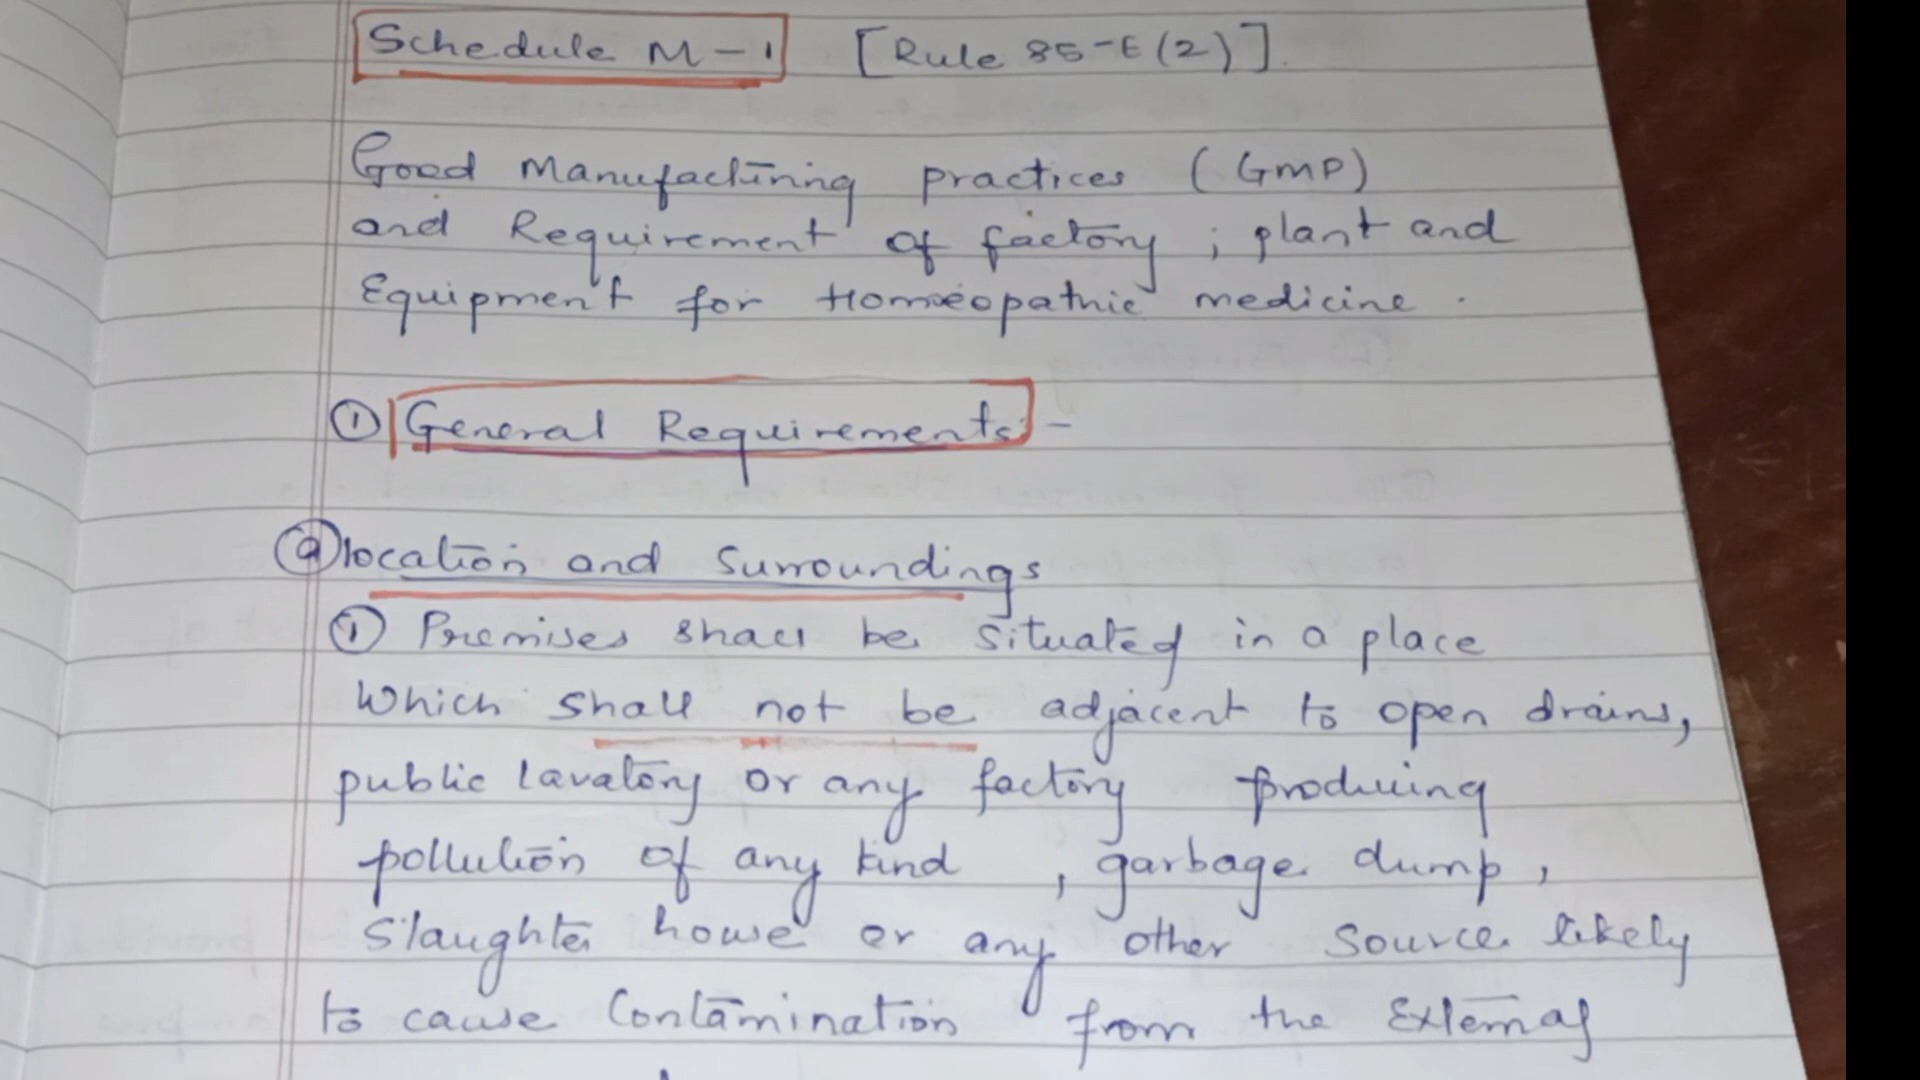 Schedule M-1 [Rule 85-E(2)].
Good Manufacturing practices (GMP)
and Requirement of factory, plant and
Equipment for Homoeopathic medicine.
① General Requirements:-
ⓐ location and Surroundings
① Premises shall be situated in a place
Which shall not be adjacent to open drains,
public lavatory or any factory producing
pollution of any kind, garbage dump,
slaughter house or any other source likely
to cause Contamination from the External